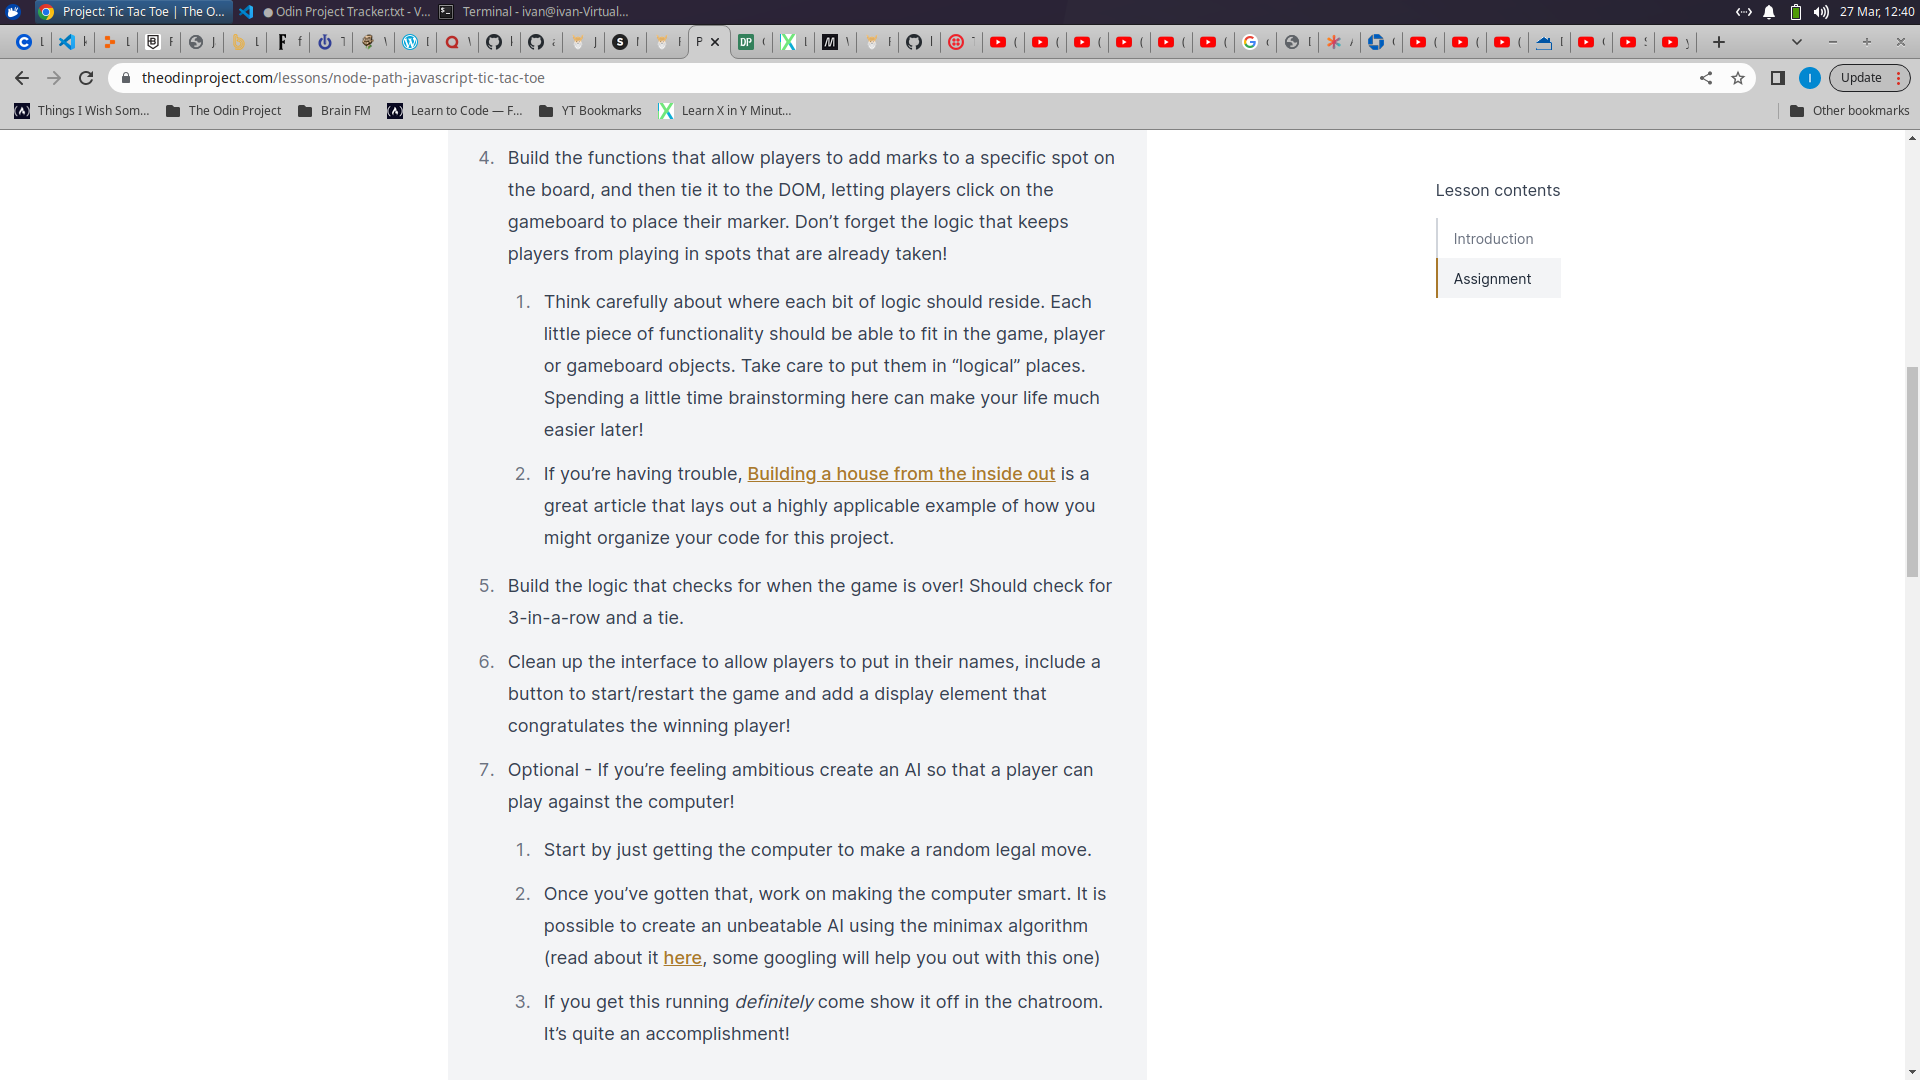 Project: Tic Tac Toe | The O...
● Odin Project Tracker.txt - V...
Terminal - ivan@ivan-Virtual...
27 Mar, 12:40
theodinproject.com/lessons/node-path-javascript-tic-tac-toe
I
Update
Things I Wish Som...
The Odin Project
Brain FM
Learn to Code — F...
YT Bookmarks
Learn X in Y Minut...
Other bookmarks
4. Build the functions that allow players to add marks to a specific spot on
the board, and then tie it to the DOM, letting players click on the
gameboard to place their marker. Don’t forget the logic that keeps
players from playing in spots that are already taken!
1. Think carefully about where each bit of logic should reside. Each
little piece of functionality should be able to fit in the game, player
or gameboard objects. Take care to put them in “logical” places.
Spending a little time brainstorming here can make your life much
easier later!
2. If you’re having trouble, Building a house from the inside out is a
great article that lays out a highly applicable example of how you
might organize your code for this project.
5. Build the logic that checks for when the game is over! Should check for
3-in-a-row and a tie.
6. Clean up the interface to allow players to put in their names, include a
button to start/restart the game and add a display element that
congratulates the winning player!
7. Optional - If you’re feeling ambitious create an AI so that a player can
play against the computer!
1. Start by just getting the computer to make a random legal move.
2. Once you’ve gotten that, work on making the computer smart. It is
possible to create an unbeatable AI using the minimax algorithm
(read about it here, some googling will help you out with this one)
3. If you get this running definitely come show it off in the chatroom.
It’s quite an accomplishment!
Lesson contents
Introduction
Assignment